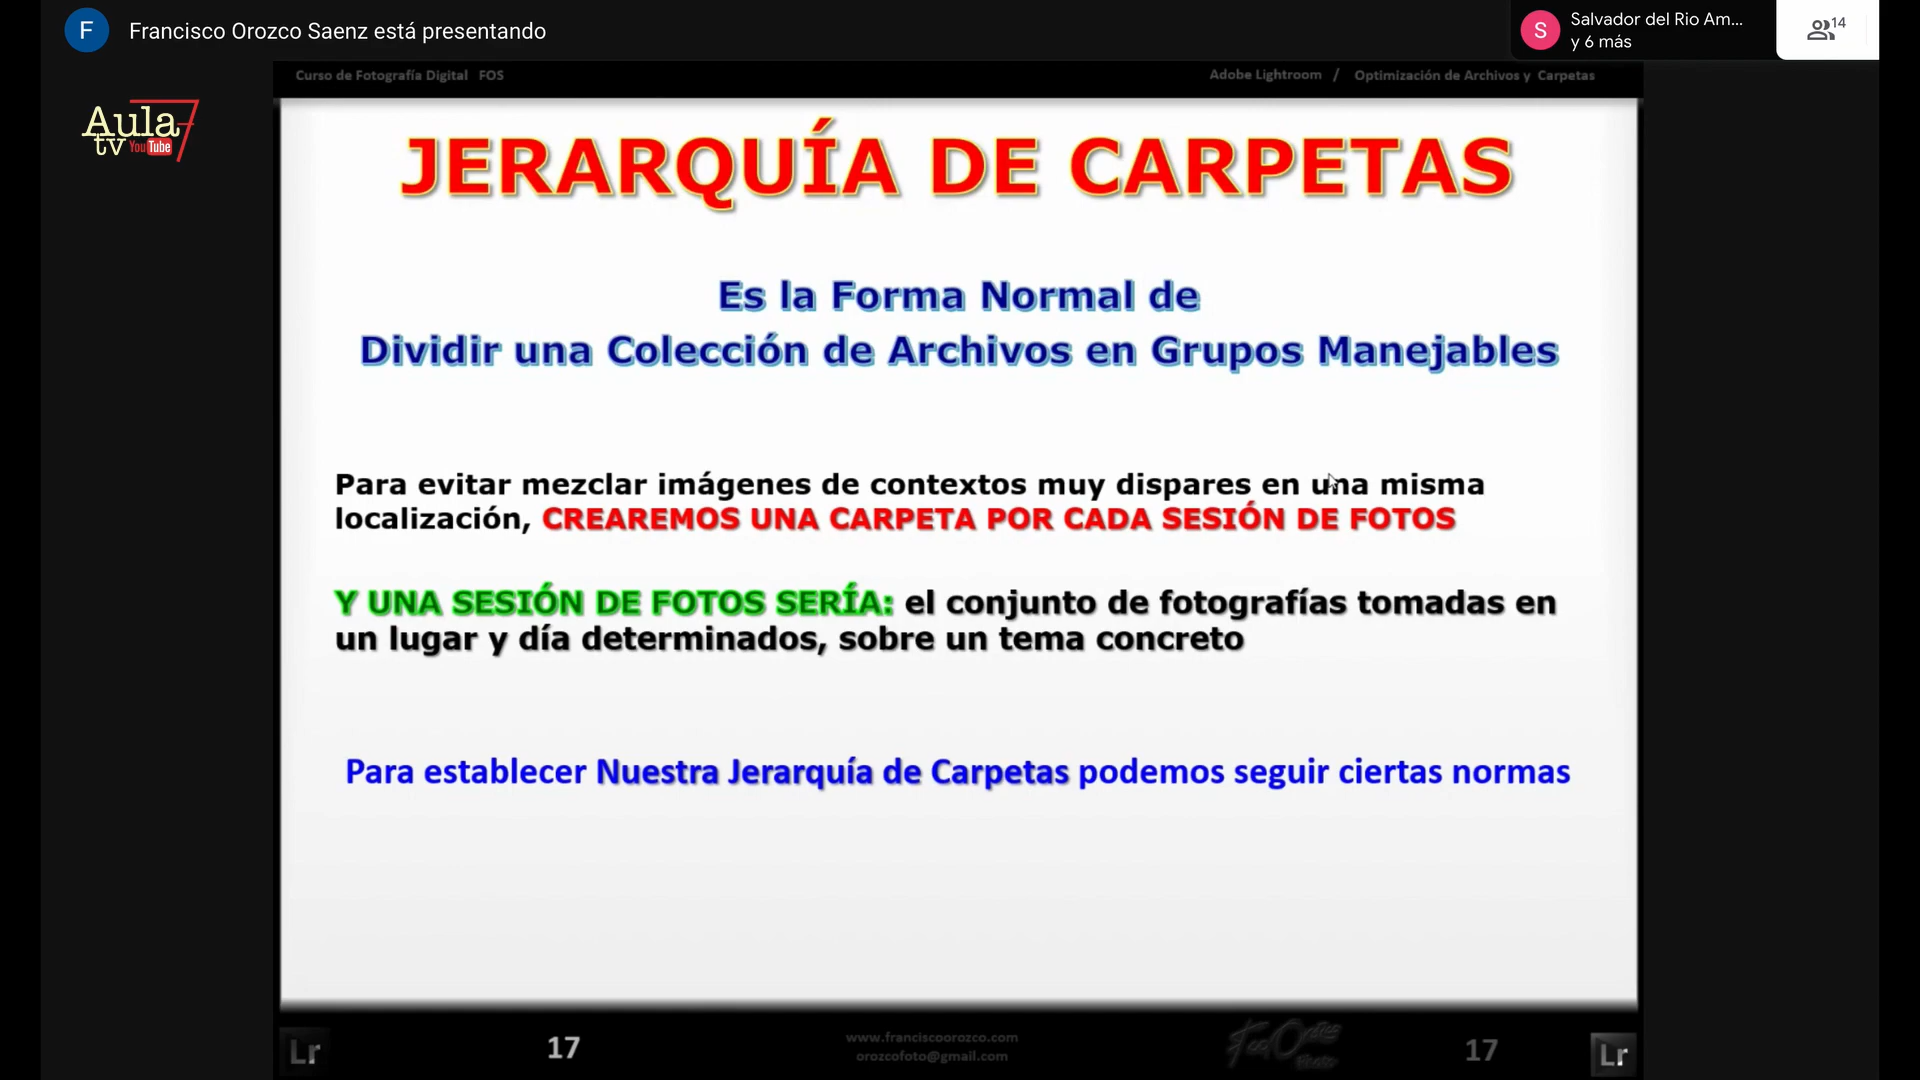 F Francisco Orozco Saenz está presentando
S Salvador del Rio Am...
y 6 más
14
Curso de Fotografía Digital FOS
Adobe Lightroom / Optimización de Archivos y Carpetas
Aula 7
tv YouTube
JERARQUÍA DE CARPETAS
Es la Forma Normal de
Dividir una Colección de Archivos en Grupos Manejables
Para evitar mezclar imágenes de contextos muy dispares en una misma
localización, CREAREMOS UNA CARPETA POR CADA SESIÓN DE FOTOS
Y UNA SESIÓN DE FOTOS SERÍA: el conjunto de fotografías tomadas en
un lugar y día determinados, sobre un tema concreto
Para establecer Nuestra Jerarquía de Carpetas podemos seguir ciertas normas
Lr
17
www.franciscoorozco.com
orozcofoto@gmail.com
17
Lr